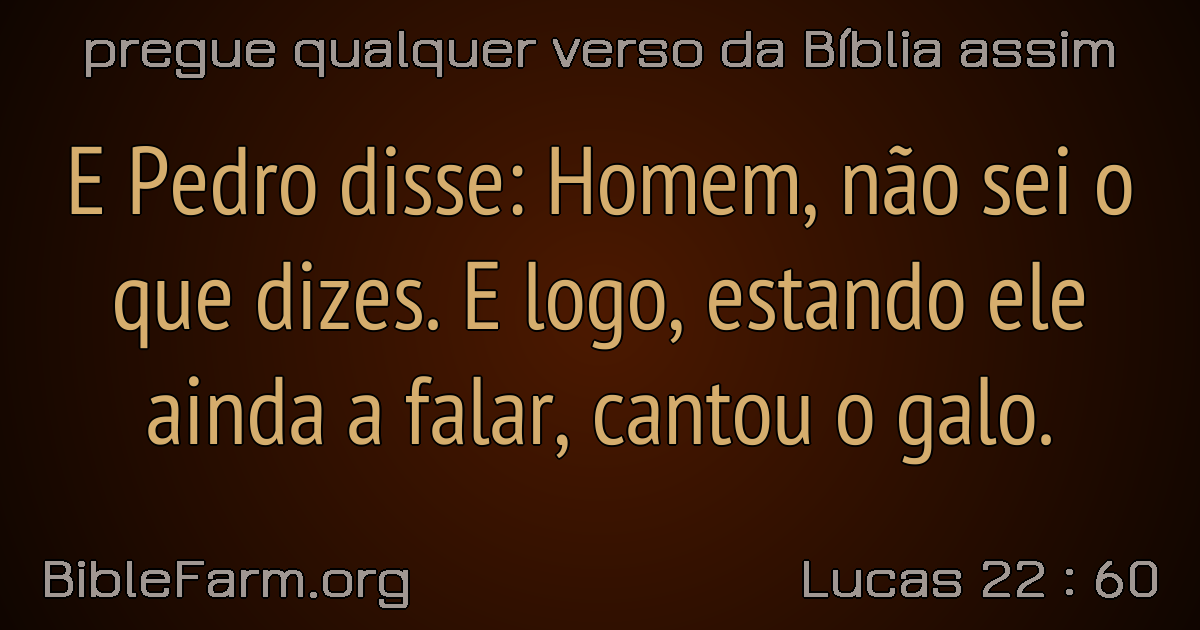 pregue qualquer verso da Bíblia assim
E Pedro disse: Homem, não sei o
que dizes. E logo, estando ele
ainda a falar, cantou o galo.
BibleFarm.org
Lucas 22 : 60